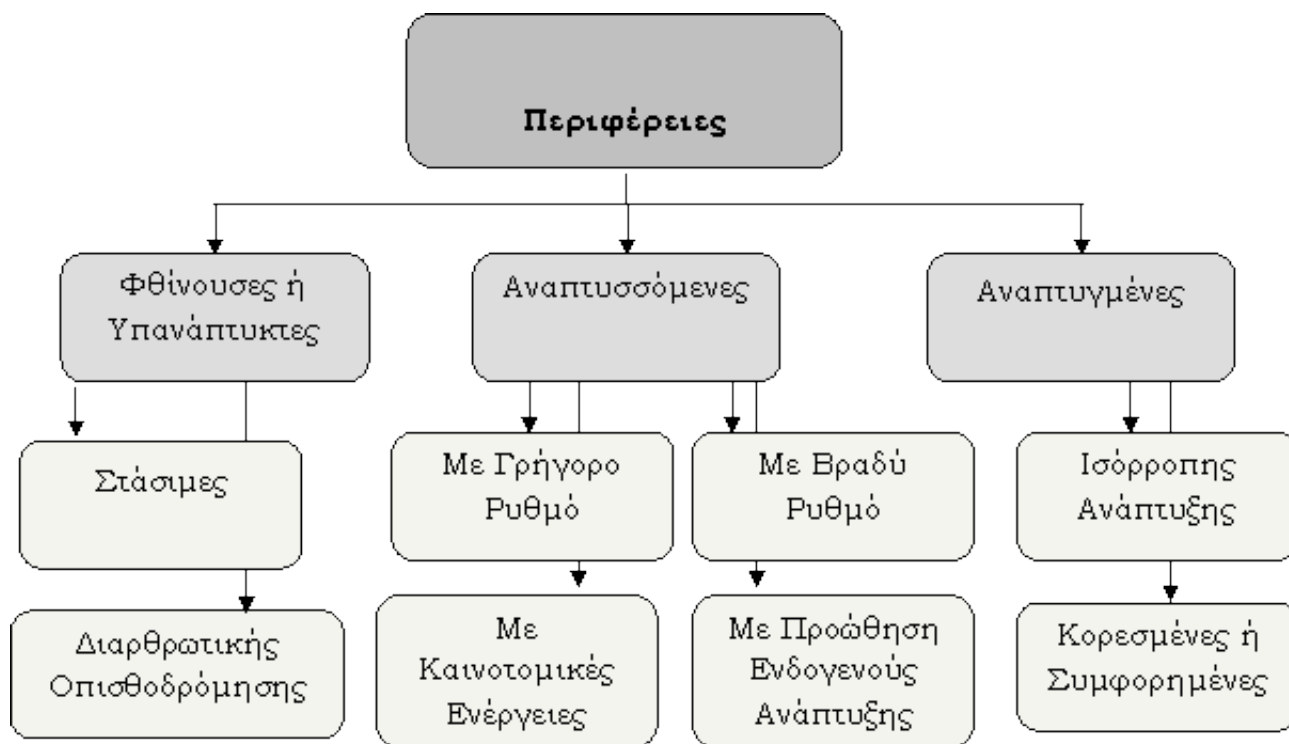 Περιφέρειες
Φθίνουσες ή
Υπανάπτυκτες
Αναπτυσσόμενες
Αναπτυγμένες
Στάσιμες
Με Γρήγορο
Ρυθμό
Με Βραδύ
Ρυθμό
Ισόρροπης
Ανάπτυξης
Διαρθρωτικής
Οπισθοδρόμησης
Με
Καινοτομικές
Ενέργειες
Με Προώθηση
Ενδογενούς
Ανάπτυξης
Κορεσμένες ή
Συμφορημένες